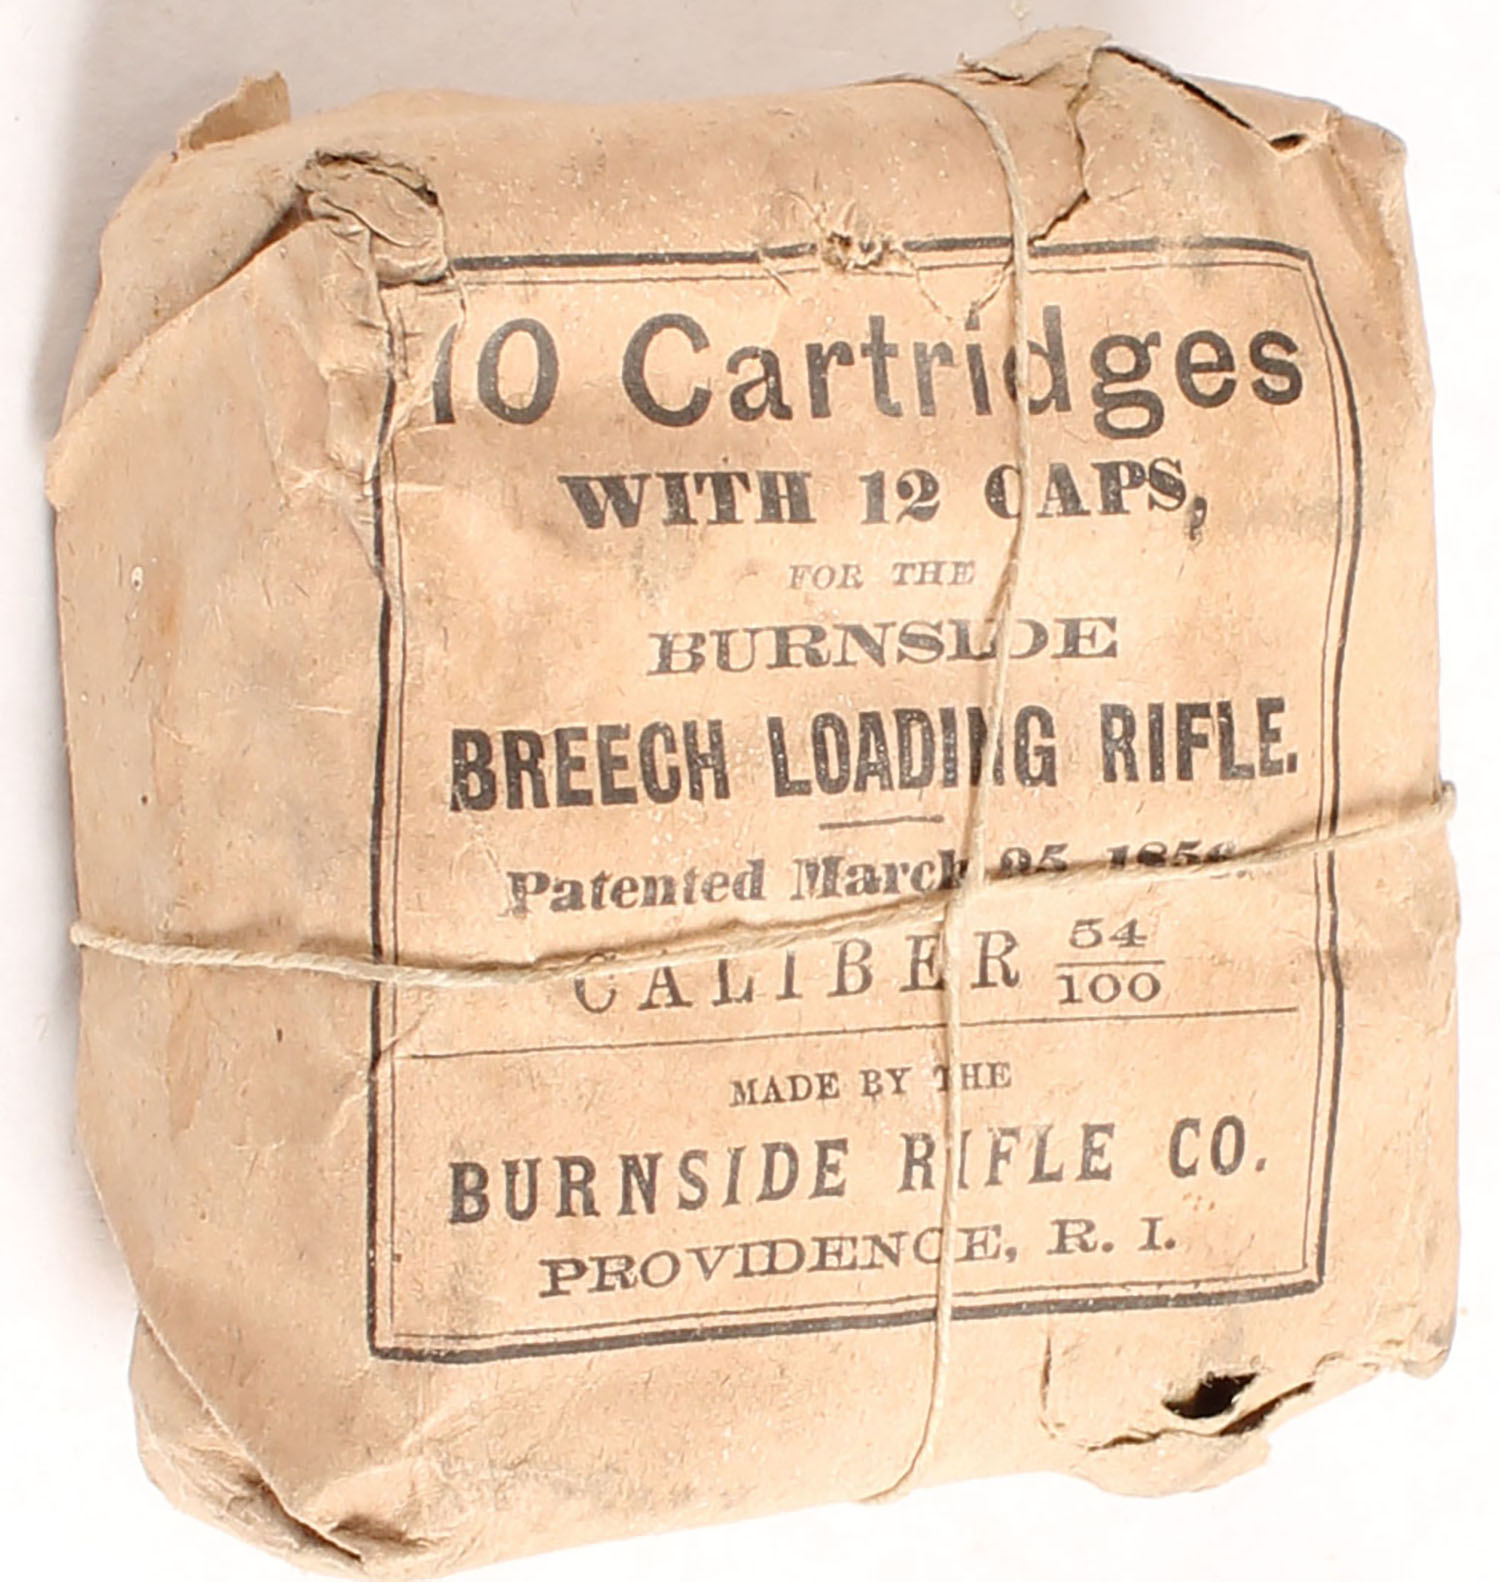 10 Cartridges
WITH 12 CAPS,
FOR THE
BURNSIDE
BREECH LOADING RIFLE.
Patented March 25, 1856.
CALIBER 54/100
MADE BY THE
BURNSIDE RIFLE CO.
PROVIDENCE, R. I.